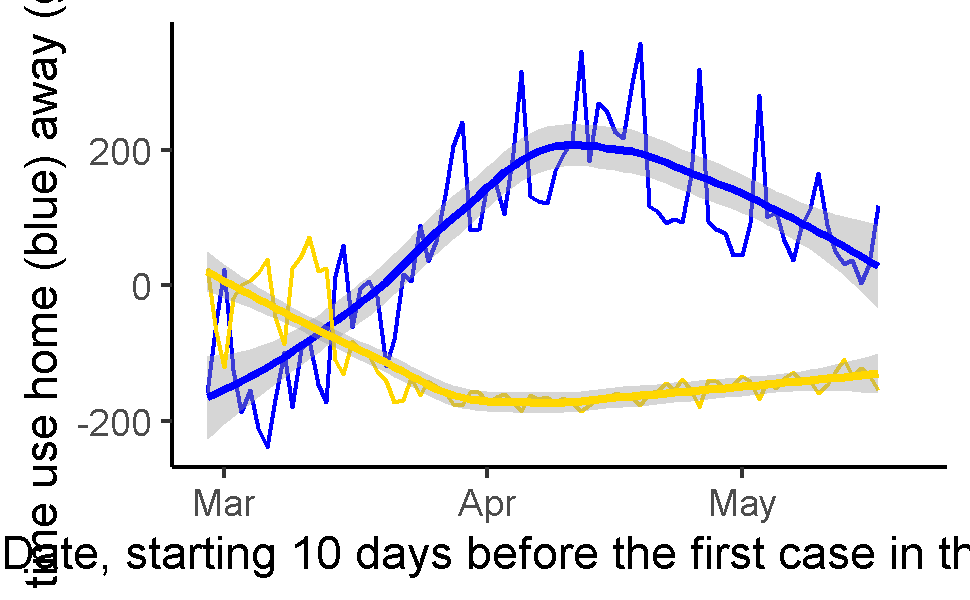 time use home (blue) away (
200
0
-200
Mar Apr May
Date, starting 10 days before the first case in th